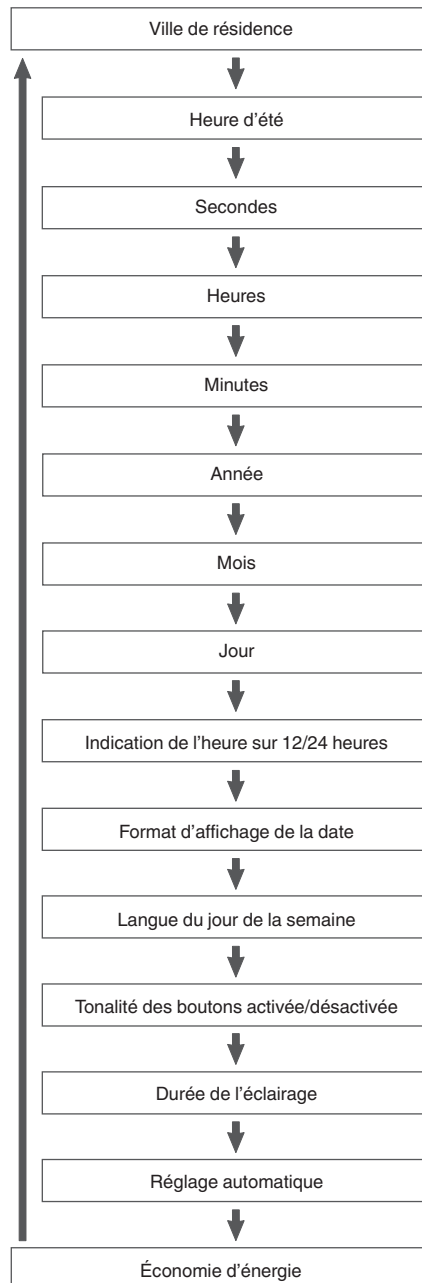 Ville de résidence
Heure d’été
Secondes
Heures
Minutes
Année
Mois
Jour
Indication de l’heure sur 12/24 heures
Format d’affichage de la date
Langue du jour de la semaine
Tonalité des boutons activée/désactivée
Durée de l’éclairage
Réglage automatique
Économie d’énergie